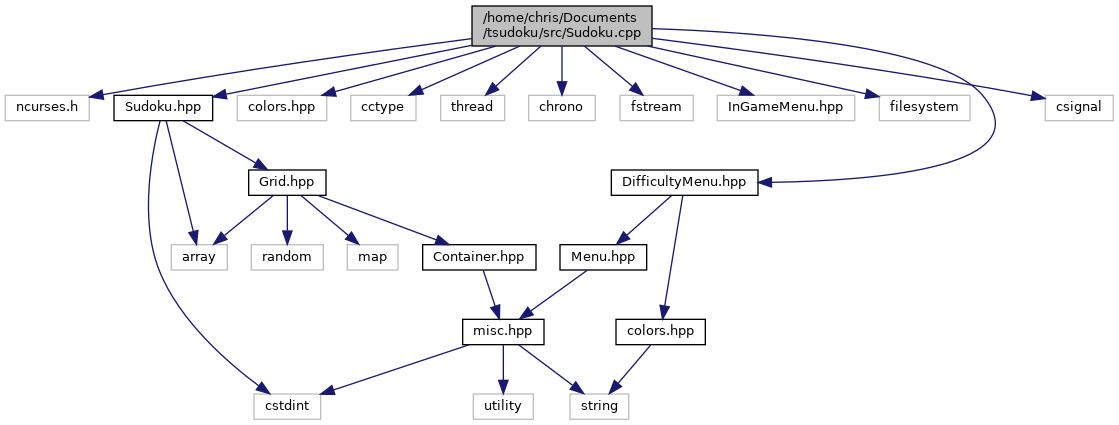 /home/chris/Documents
/tsudoku/src/Sudoku.cpp
ncurses.h
Sudoku.hpp
colors.hpp
cctype
thread
chrono
fstream
InGameMenu.hpp
filesystem
csignal
Grid.hpp
DifficultyMenu.hpp
array
random
map
Container.hpp
Menu.hpp
misc.hpp
colors.hpp
cstdint
utility
string